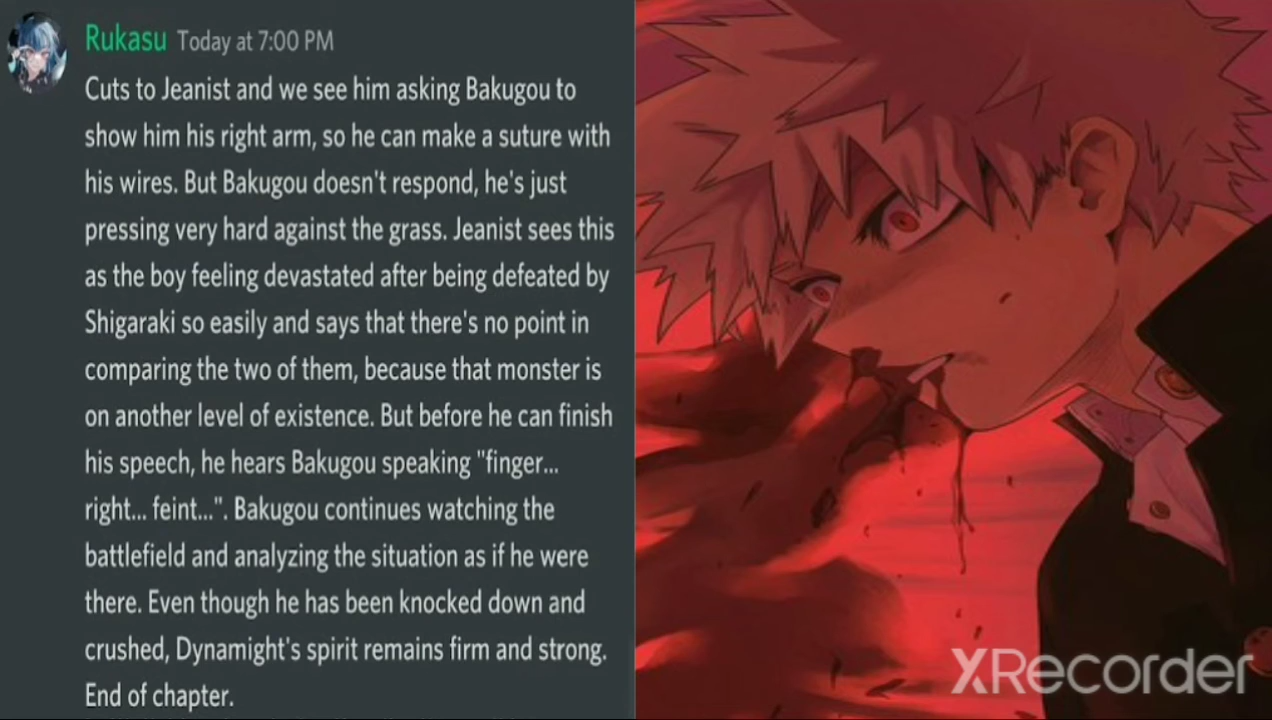 Rukasu Today at 7:00 PM
Cuts to Jeanist and we see him asking Bakugou to
show him his right arm, so he can make a suture with
his wires. But Bakugou doesn't respond, he's just
pressing very hard against the grass. Jeanist sees this
as the boy feeling devastated after being defeated by
Shigaraki so easily and says that there's no point in
comparing the two of them, because that monster is
on another level of existence. But before he can finish
his speech, he hears Bakugou speaking "finger...
right... feint...". Bakugou continues watching the
battlefield and analyzing the situation as if he were
there. Even though he has been knocked down and
crushed, Dynamight's spirit remains firm and strong.
End of chapter.
XRecorder